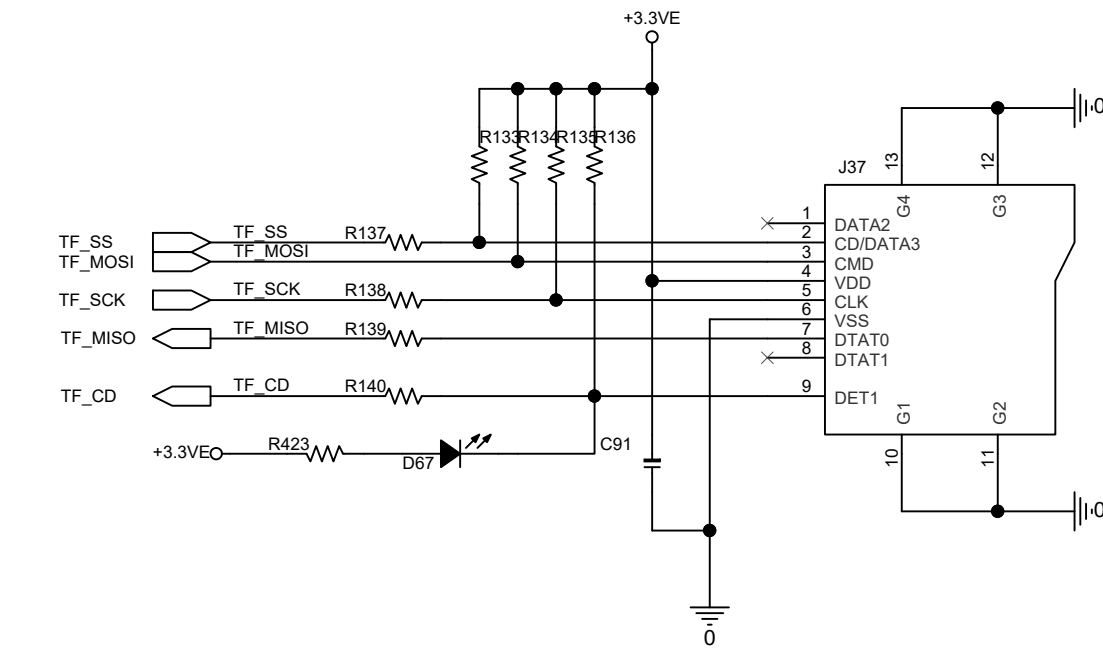 +3.3VE
R133 R134 R135 R136
0
J37
13
12
G4
G3
TF_SS
TF_SS
R137
1
DATA2
2
CD/DATA3
TF_MOSI
TF_MOSI
3
CMD
4
VDD
TF_SCK
TF_SCK
R138
5
CLK
6
VSS
TF_MISO
TF_MISO
R139
7
DTAT0
8
DTAT1
TF_CD
TF_CD
R140
9
DET1
G1
G2
+3.3VE
R423
D67
C91
10
11
0
0